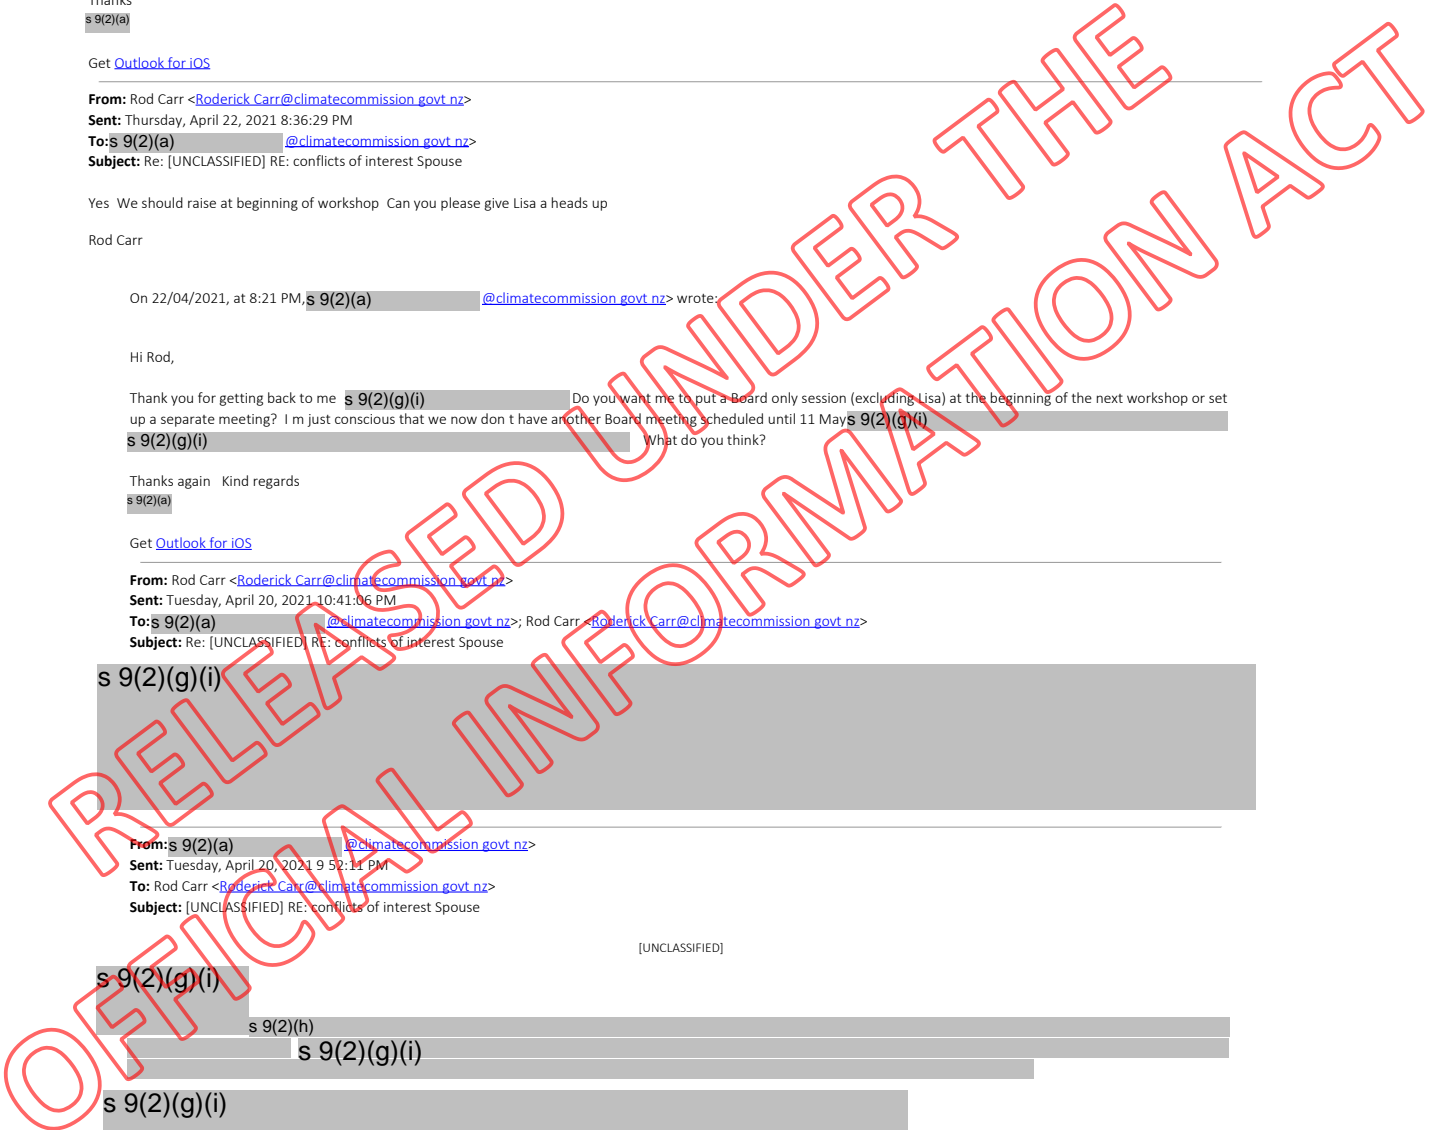 Thanks
s 9(2)(a)
Get Outlook for iOS
From: Rod Carr <Roderick Carr@climatecommission govt nz>
Sent: Thursday, April 22, 2021 8:36:29 PM
To:s 9(2)(a) @climatecommission govt nz>
Subject: Re: [UNCLASSIFIED] RE: conflicts of interest Spouse
Yes We should raise at beginning of workshop Can you please give Lisa a heads up
Rod Carr
On 22/04/2021, at 8:21 PM, s 9(2)(a) @climatecommission govt nz> wrote:
Hi Rod,
Thank you for getting back to me s 9(2)(g)(i) Do you want me to put a Board only session (excluding Lisa) at the beginning of the next workshop or set
up a separate meeting? I m just conscious that we now don t have another Board meeting scheduled until 11 May s 9(2)(g)(i)
s 9(2)(g)(i) What do you think?
Thanks again Kind regards
s 9(2)(a)
Get Outlook for iOS
From: Rod Carr <Roderick Carr@climatecommission govt nz>
Sent: Tuesday, April 20, 2021 10:41:06 PM
To:s 9(2)(a) @climatecommission govt nz>; Rod Carr <Roderick Carr@climatecommission govt nz>
Subject: Re: [UNCLASSIFIED] RE: conflicts of interest Spouse
s 9(2)(g)(i)
From:s 9(2)(a) @climatecommission govt nz>
Sent: Tuesday, April 20, 2021 9 52:11 PM
To: Rod Carr <Roderick Carr@climatecommission govt nz>
Subject: [UNCLASSIFIED] RE: conflicts of interest Spouse
[UNCLASSIFIED]
s 9(2)(g)(i)
s 9(2)(h)
s 9(2)(g)(i)
s 9(2)(g)(i)
RELEASED UNDER THE
OFFICIAL INFORMATION ACT